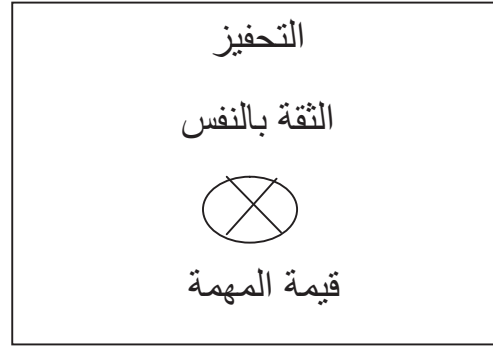 التحفيز
الثقة بالنفس
قيمة المهمة